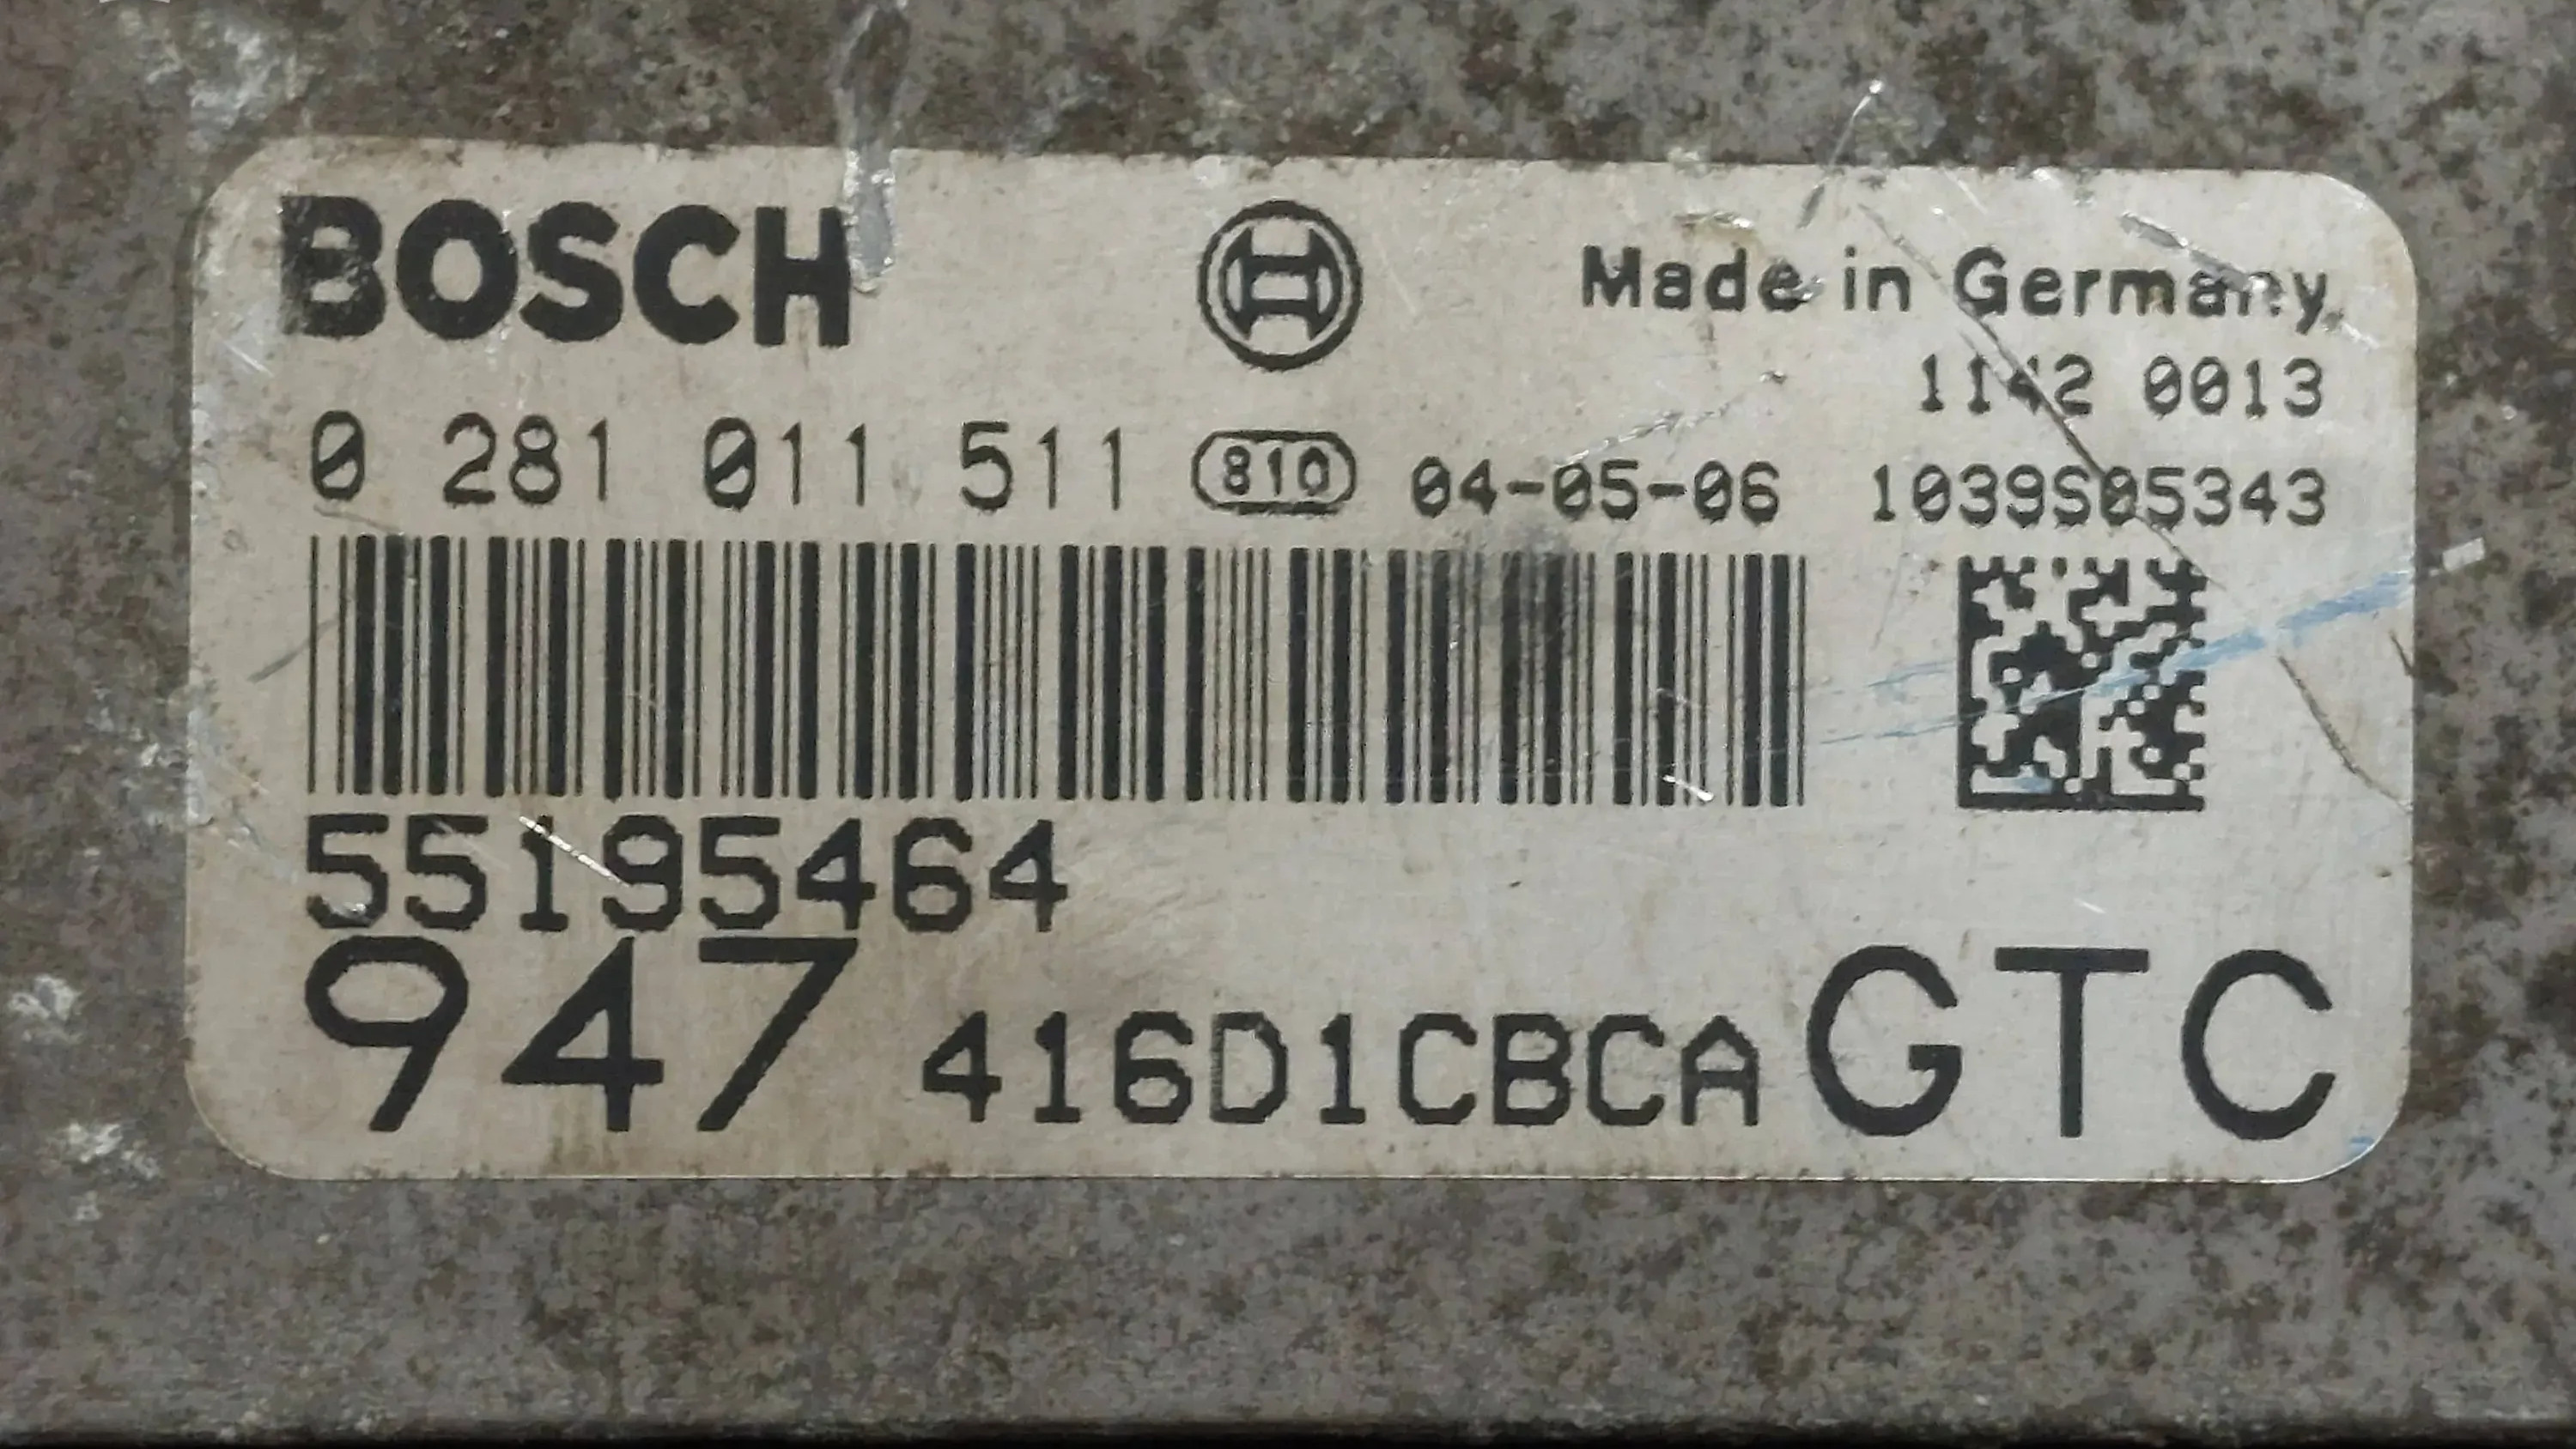 BOSCH Made in Germany
1142 0013
0 281 011 511 810 04-05-06 1039S05343
55195464
947 416D1CBCA GTC